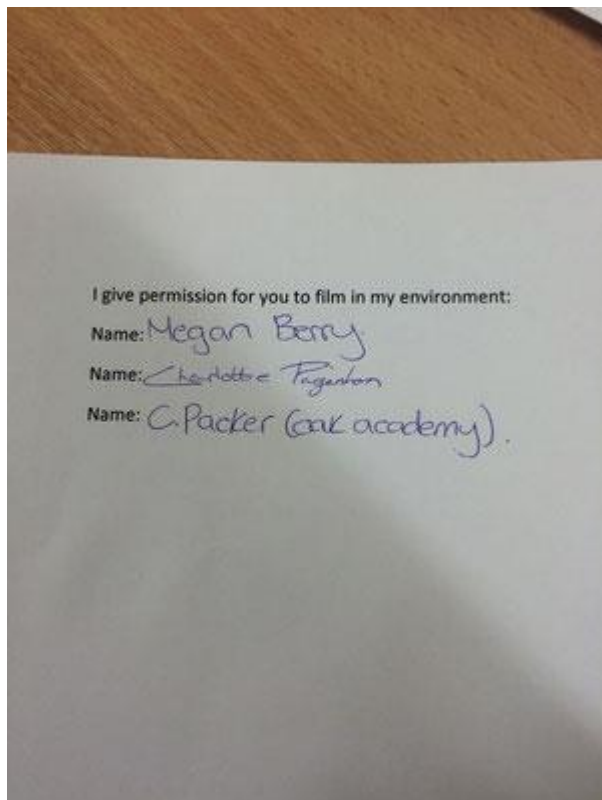 I give permission for you to film in my environment:
Name: Megan Berry
Name: Charlotte
Name: C. Packer (oak academy).